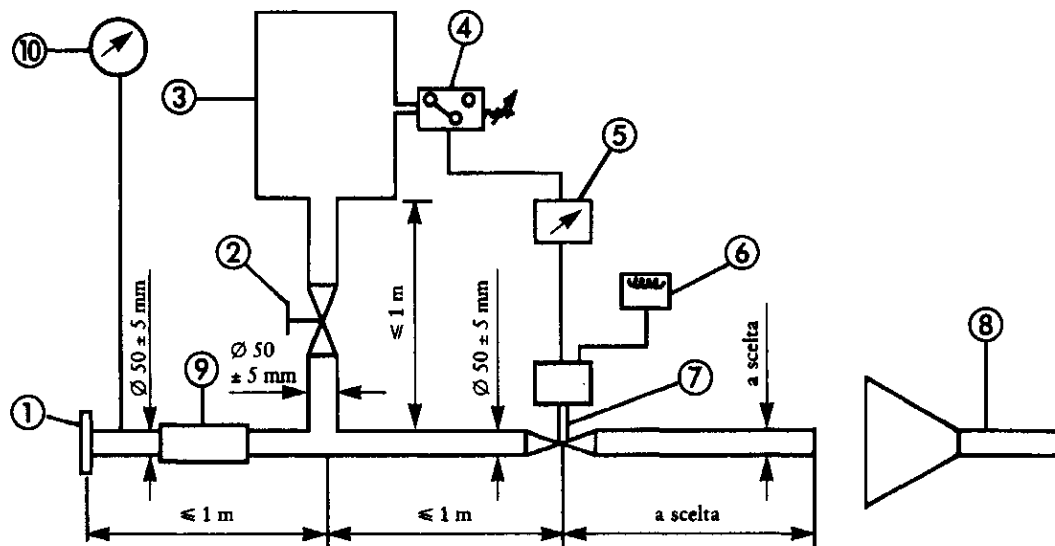 10
3
4
5
2
6
8
Ø 50 ± 5 mm
Ø 50
± 5 mm
⩽ 1 m
Ø 50 ± 5 mm
a scelta
9
7
1
⩽ 1 m
⩽ 1 m
a scelta